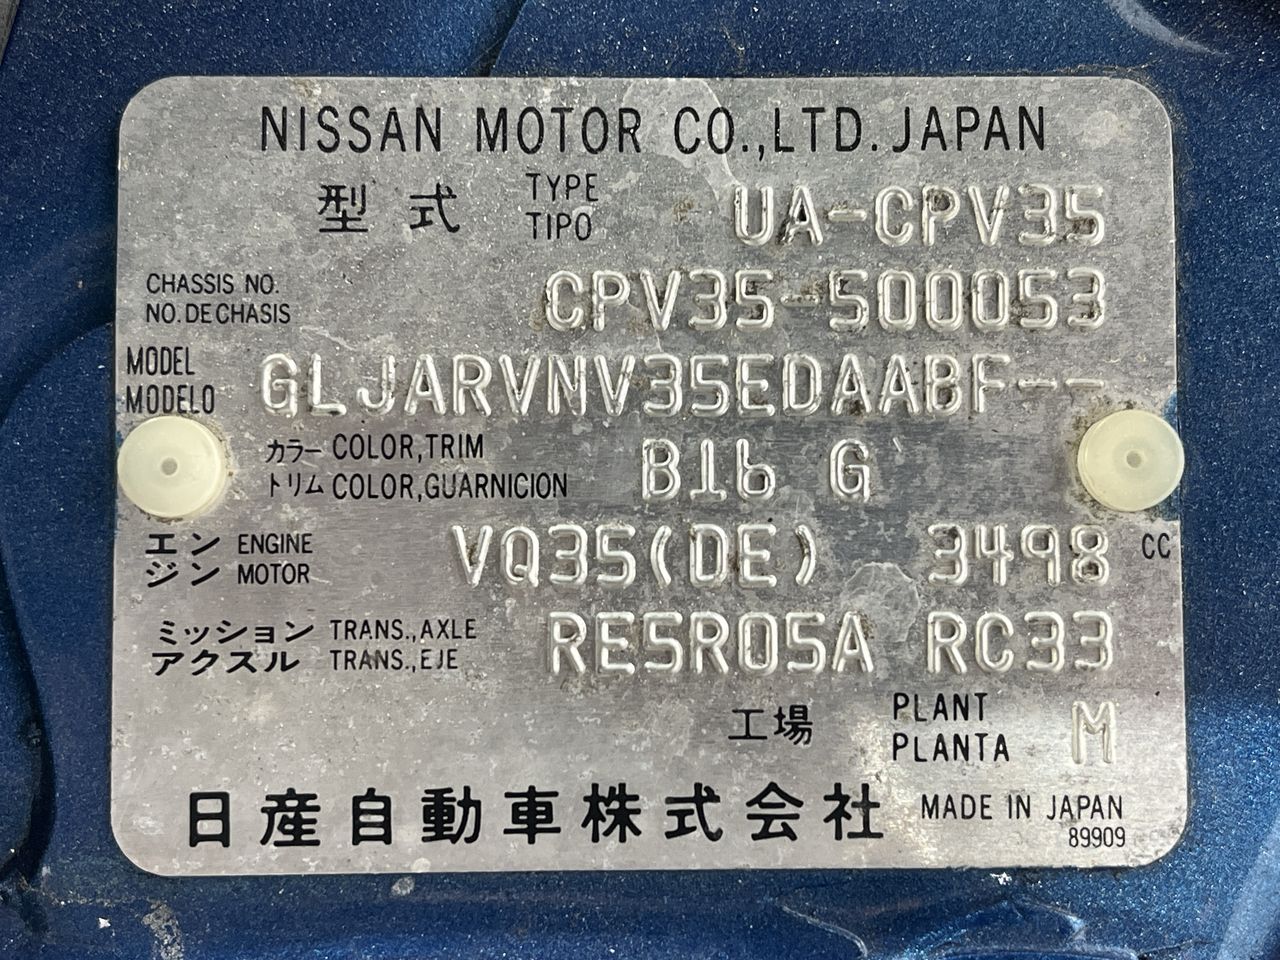 NISSAN MOTOR CO.,LTD. JAPAN
型式 TYPE TIPO UA-CPV35
CHASSIS NO. NO. DE CHASIS CPV35-500053
MODEL MODELO GLJARVNV35EDAABF--
カラー COLOR,TRIM トリム COLOR,GUARNICION B16 G
エンジン ENGINE MOTOR VQ35(DE) 3498 CC
ミッション TRANS.,AXLE アクスル TRANS.,EJE RE5R05A RC33
工場 PLANT PLANTA M
日産自動車株式会社 MADE IN JAPAN
89909